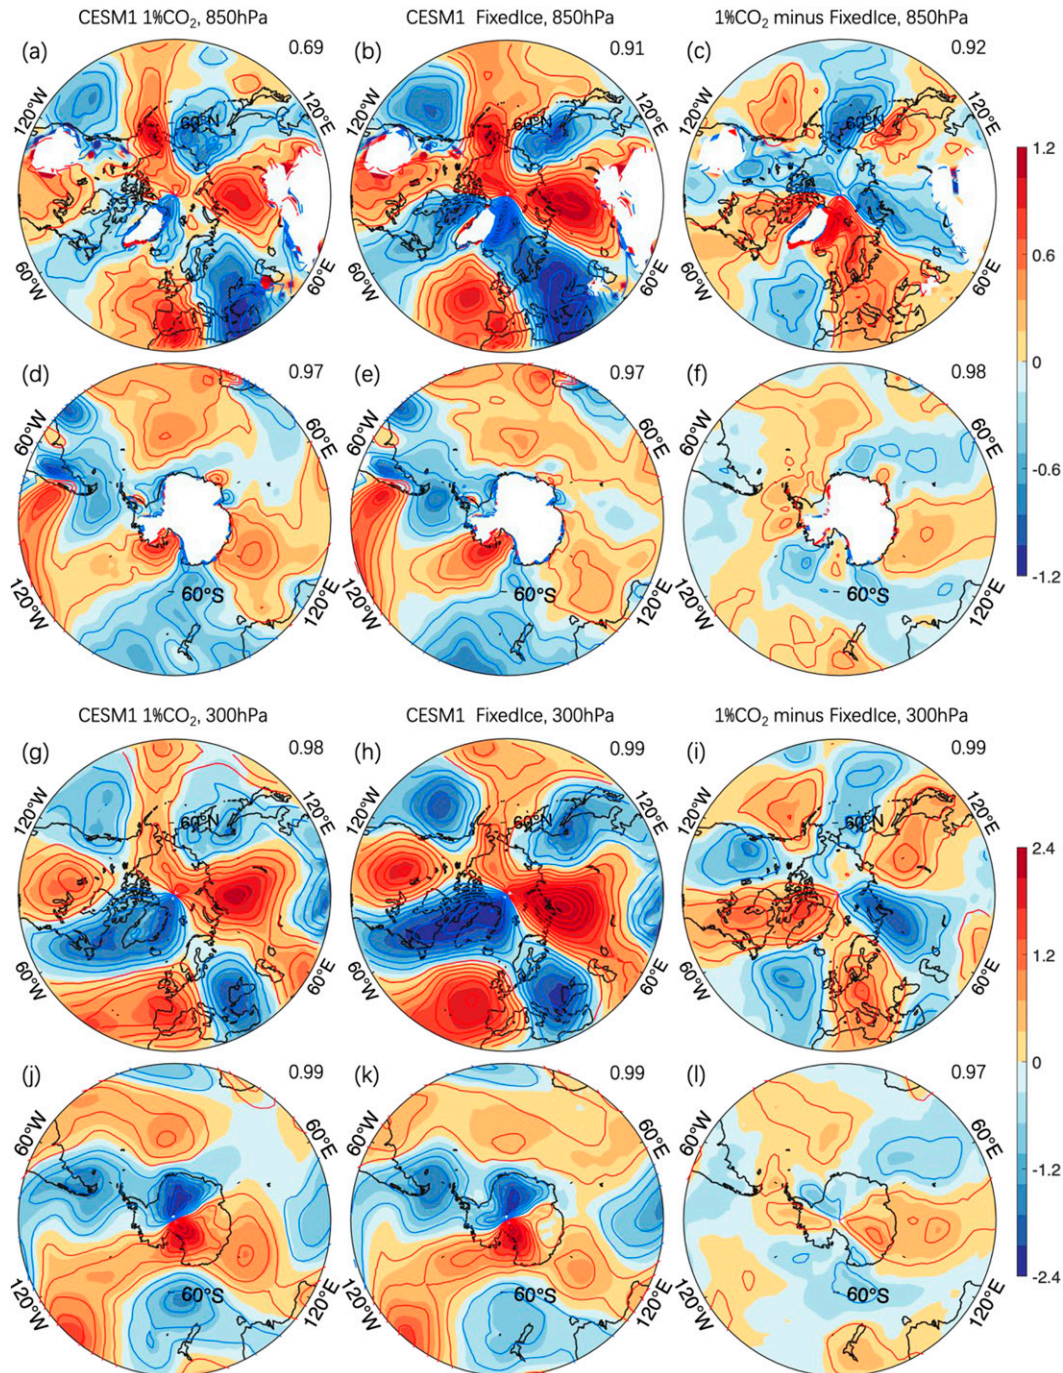 CESM1 1%CO₂, 850hPa CESM1 FixedIce, 850hPa 1%CO₂ minus FixedIce, 850hPa
(a) 0.69 (b) 0.91 (c) 0.92
120°W 60°N 120°E 120°W 60°N 120°E 120°W 60°N 120°E
60°W 60°E 60°W 60°E 60°W 60°E
(d) 0.97 (e) 0.97 (f) 0.98
60°W 60°E 60°W 60°E 60°W 60°E
120°W 60°S 120°E 120°W 60°S 120°E 120°W 60°S 120°E
1.2
0.6
0
-0.6
-1.2
CESM1 1%CO₂, 300hPa CESM1 FixedIce, 300hPa 1%CO₂ minus FixedIce, 300hPa
(g) 0.98 (h) 0.99 (i) 0.99
120°W 60°N 120°E 120°W 60°N 120°E 120°W 60°N 120°E
60°W 60°E 60°W 60°E 60°W 60°E
(j) 0.99 (k) 0.99 (l) 0.97
60°W 60°E 60°W 60°E 60°W 60°E
120°W 60°S 120°E 120°W 60°S 120°E 120°W 60°S 120°E
2.4
1.2
0
-1.2
-2.4